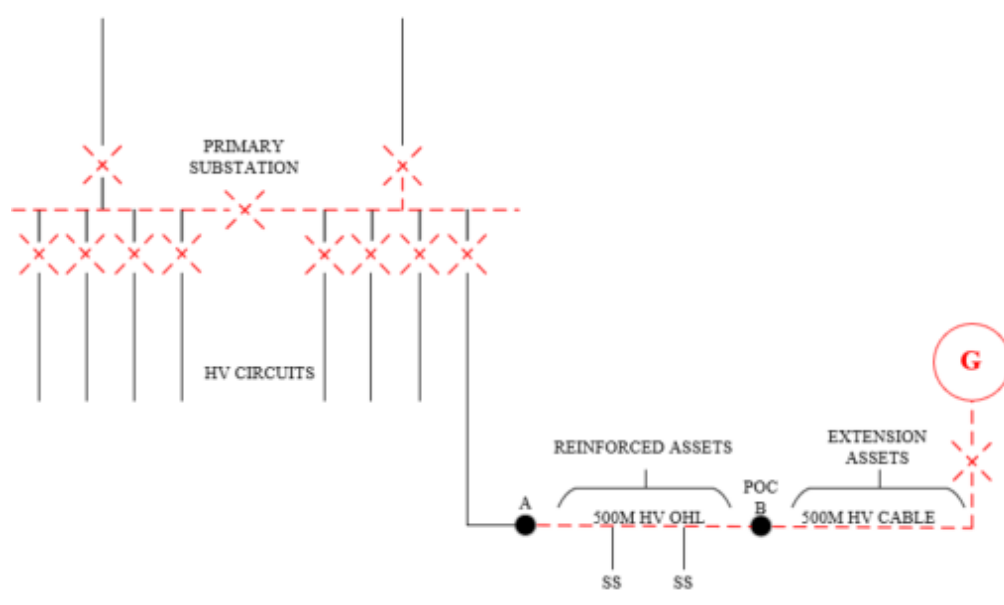 PRIMARY
SUBSTATION
HV CIRCUITS
G
REINFORCED ASSETS
EXTENSION
ASSETS
A
500M HV OHL
POC
B
500M HV CABLE
SS
SS